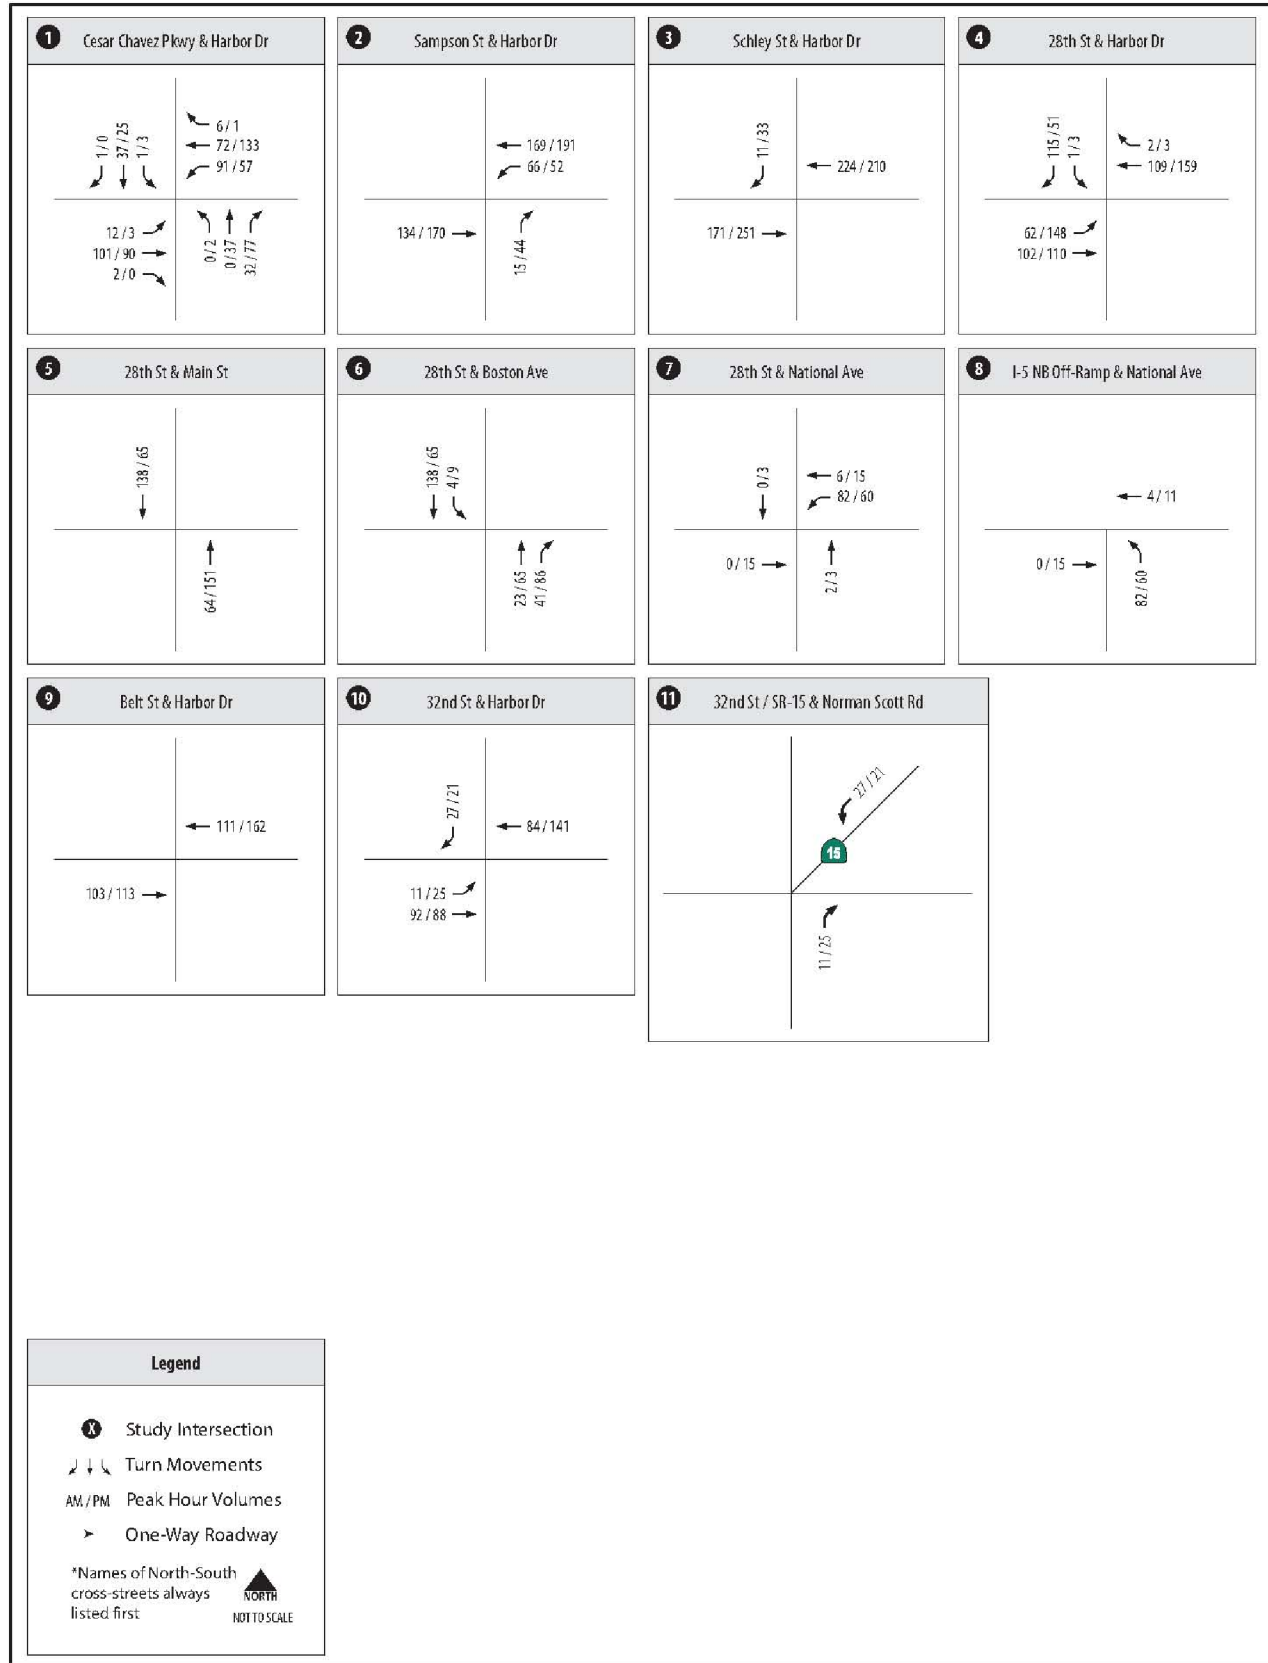 1 Cesar Chavez Pkwy & Harbor Dr
1 / 0
37 / 25
1 / 3
6 / 1
72 / 133
91 / 57
12 / 3
101 / 90
2 / 0
0 / 2
0 / 37
32 / 77
2 Sampson St & Harbor Dr
169 / 191
66 / 52
134 / 170
15 / 44
3 Schley St & Harbor Dr
11 / 33
224 / 210
171 / 251
4 28th St & Harbor Dr
115 / 51
1 / 3
2 / 3
109 / 159
62 / 148
102 / 110
5 28th St & Main St
138 / 65
64 / 151
6 28th St & Boston Ave
138 / 65
4 / 9
23 / 65
41 / 86
7 28th St & National Ave
0 / 3
6 / 15
82 / 60
0 / 15
2 / 3
8 I-5 NB Off-Ramp & National Ave
4 / 11
0 / 15
82 / 60
9 Belt St & Harbor Dr
111 / 162
103 / 113
10 32nd St & Harbor Dr
27 / 21
84 / 141
11 / 25
92 / 88
11 32nd St / SR-15 & Norman Scott Rd
27 / 21
15
11 / 25
Legend
X Study Intersection
Turn Movements
AM / PM Peak Hour Volumes
One-Way Roadway
*Names of North-South
cross-streets always
listed first
NORTH
NOT TO SCALE